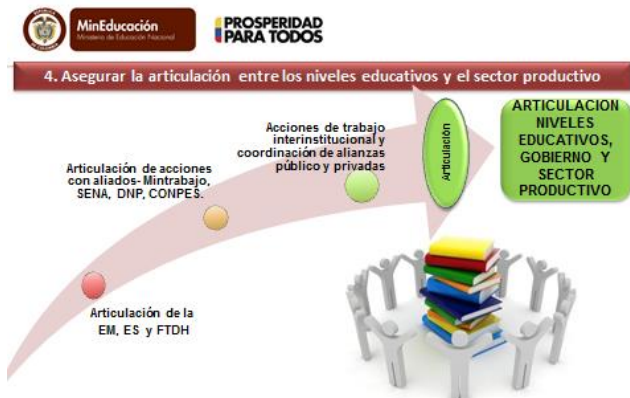 MinEducación
Ministerio de Educación Nacional
PROSPERIDAD
PARA TODOS
4. Asegurar la articulación entre los niveles educativos y el sector productivo
Acciones de trabajo
interinstitucional y
coordinación de alianzas
público y privadas
Articulación
ARTICULACION
NIVELES
EDUCATIVOS,
GOBIERNO Y
SECTOR
PRODUCTIVO
Articulación de acciones
con aliados- Mintrabajo,
SENA, DNP, CONPES.
Articulación de la
EM, ES y FTDH